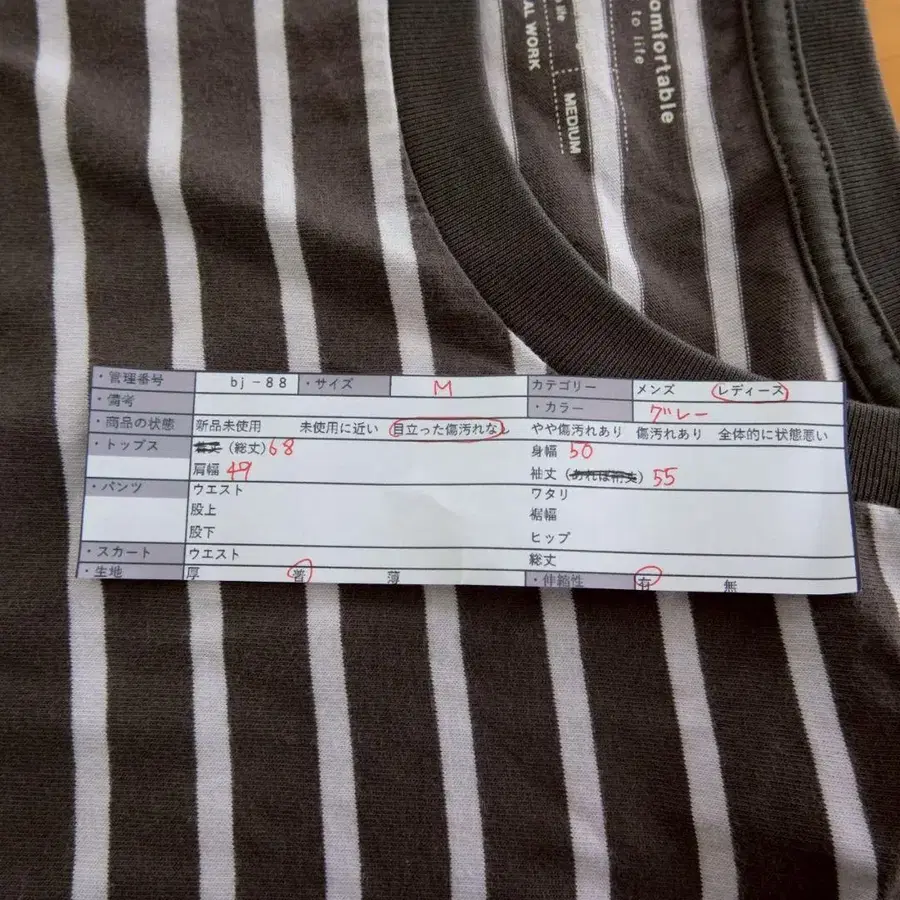 omfortable
to life
life
AL WORK
MEDIUM
・管理番号 bj-88 ・サイズ M カテゴリー メンズ レディース
・備考 ・カラー グレー
・商品の状態 新品未使用 未使用に近い 目立った傷汚れなし やや傷汚れあり 傷汚れあり 全体的に状態悪い
・トップス (総丈)68 身幅 50
肩幅 49 袖丈 (あれば裄丈) 55
・パンツ ウエスト ワタリ
股上 裾幅
股下 ヒップ
・スカート ウエスト 総丈
・生地 厚 普 薄 ・伸縮性 有 無